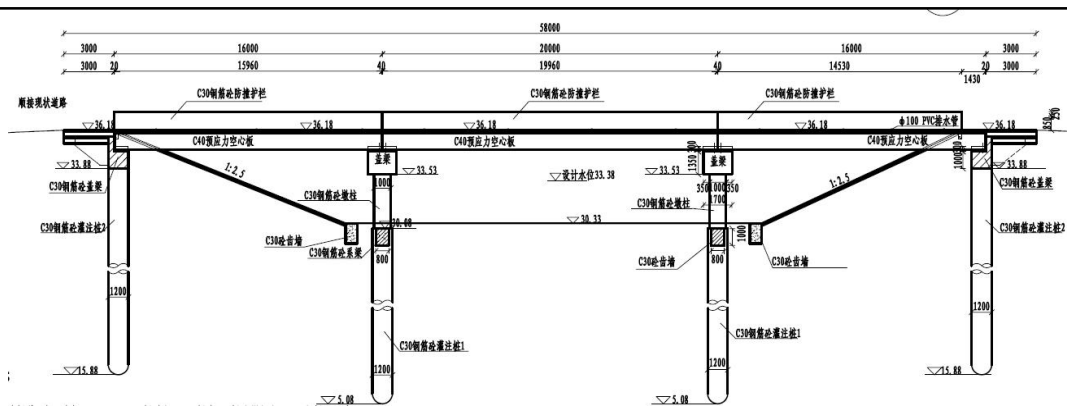 58000
3000 16000 20000 16000 3000
3000 20 15960 40 19960 40 14530 20 3000
1430
C30钢筋砼防撞护栏 C30钢筋砼防撞护栏 C30钢筋砼防撞护栏
顺接现状道路
φ100 PVC排水管
36.18 36.18 36.18 36.18 36.18
850
250
C40预应力空心板 C40预应力空心板 C40预应力空心板
盖梁 盖梁
1350 300
1000
33.88 33.53 设计水位33.38 33.53 33.88
C30钢筋砼盖梁 1:2.5 1:2.5 C30钢筋砼盖梁
C30钢筋砼墩柱 1000 350 1000 350
1700
C30钢筋砼墩柱
C30钢筋砼灌注桩2 30.08 30.33 C30钢筋砼灌注桩2
C30砼齿墙 1000
C30钢筋砼系梁 800 C30砼齿墙 800 C30砼齿墙
1200 1200
C30钢筋砼灌注桩1 C30钢筋砼灌注桩1
15.88 1200 1200 15.88
5.08 5.08